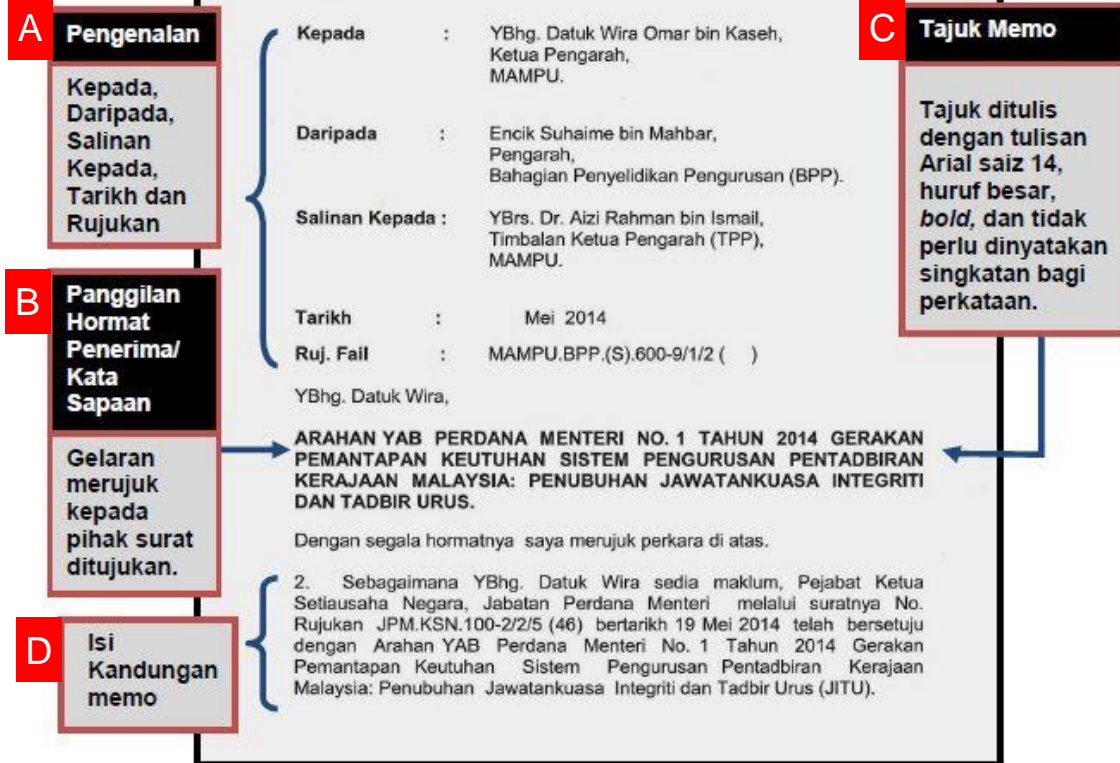 A
Pengenalan
Kepada,
Daripada,
Salinan
Kepada,
Tarikh dan
Rujukan
B
Panggilan
Hormat
Penerima/
Kata
Sapaan
Gelaran
merujuk
kepada
pihak surat
ditujukan.
D
Isi
Kandungan
memo
Kepada : YBhg. Datuk Wira Omar bin Kaseh,
Ketua Pengarah,
MAMPU.
Daripada : Encik Suhaime bin Mahbar,
Pengarah,
Bahagian Penyelidikan Pengurusan (BPP).
Salinan Kepada : YBrs. Dr. Aizi Rahman bin Ismail,
Timbalan Ketua Pengarah (TPP),
MAMPU.
Tarikh : Mei 2014
Ruj. Fail : MAMPU.BPP.(S).600-9/1/2 ( )
YBhg. Datuk Wira,
ARAHAN YAB PERDANA MENTERI NO. 1 TAHUN 2014 GERAKAN
PEMANTAPAN KEUTUHAN SISTEM PENGURUSAN PENTADBIRAN
KERAJAAN MALAYSIA: PENUBUHAN JAWATANKUASA INTEGRITI
DAN TADBIR URUS.
Dengan segala hormatnya saya merujuk perkara di atas.
2. Sebagaimana YBhg. Datuk Wira sedia maklum, Pejabat Ketua
Setiausaha Negara, Jabatan Perdana Menteri melalui suratnya No.
Rujukan JPM.KSN.100-2/2/5 (46) bertarikh 19 Mei 2014 telah bersetuju
dengan Arahan YAB Perdana Menteri No. 1 Tahun 2014 Gerakan
Pemantapan Keutuhan Sistem Pengurusan Pentadbiran Kerajaan
Malaysia: Penubuhan Jawatankuasa Integriti dan Tadbir Urus (JITU).
C
Tajuk Memo
Tajuk ditulis
dengan tulisan
Arial saiz 14,
huruf besar,
bold, dan tidak
perlu dinyatakan
singkatan bagi
perkataan.